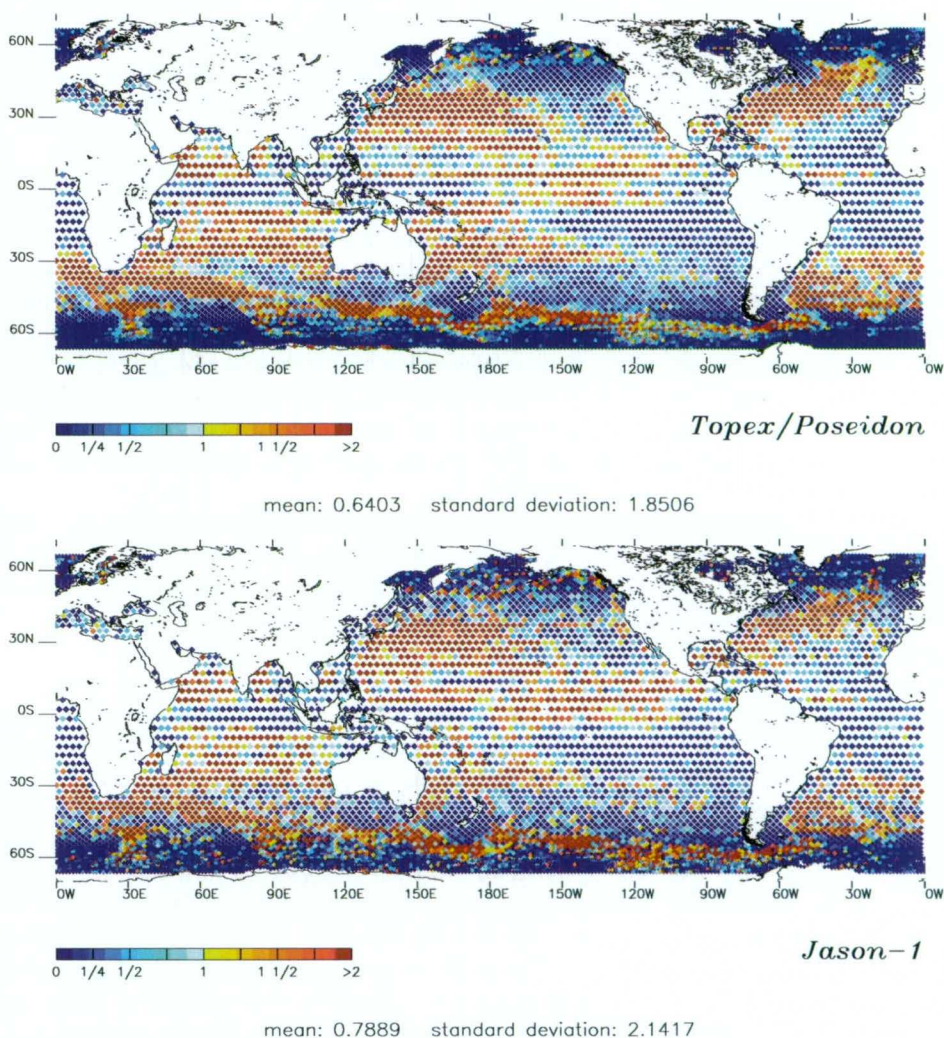 60N
30N
0S
30S
60S
0W 30E 60E 90E 120E 150E 180E 150W 120W 90W 60W 30W 0W
0 1/4 1/2 1 1 1/2 >2
Topex/Poseidon
mean: 0.6403 standard deviation: 1.8506
60N
30N
0S
30S
60S
0W 30E 60E 90E 120E 150E 180E 150W 120W 90W 60W 30W 0W
0 1/4 1/2 1 1 1/2 >2
Jason-1
mean: 0.7889 standard deviation: 2.1417